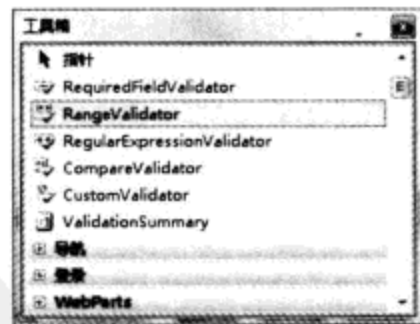 工具箱
指针
RequiredFieldValidator
RangeValidator
RegularExpressionValidator
CompareValidator
CustomValidator
ValidationSummary
导航
登录
WebParts